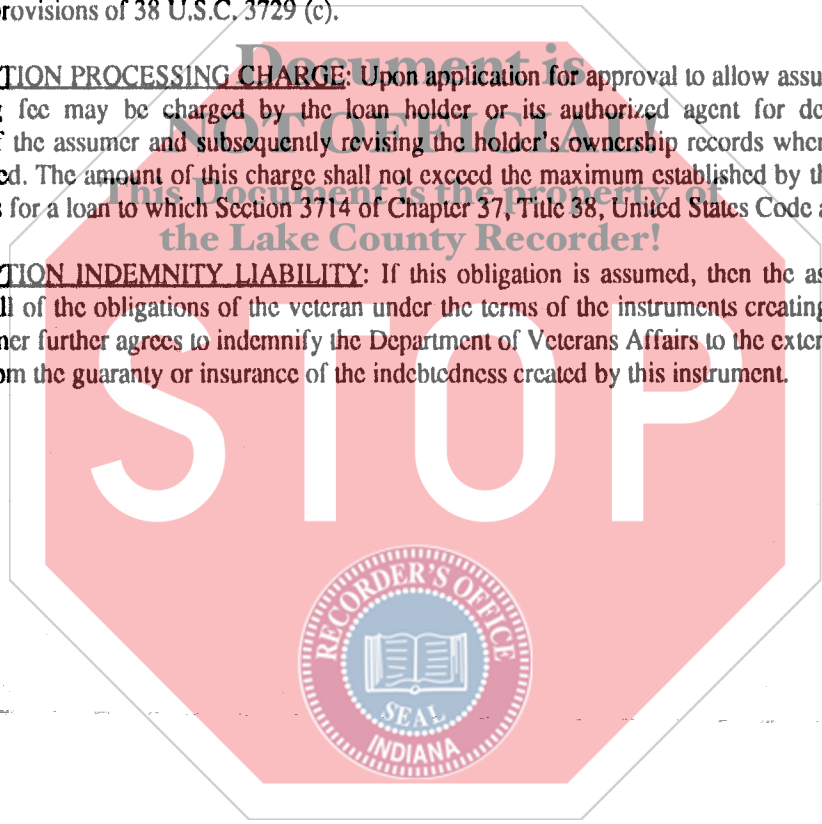 rovisions of 38 U.S.C. 3729 (c).
Document is
TION PROCESSING CHARGE: Upon application for approval to allow assu
fee may be charged by the loan holder or its authorized agent for de
NOT OFFICIAL!
f the assumer and subsequently revising the holder's ownership records when
ed. The amount of this charge shall not exceed the maximum established by th
This Document is the property of
s for a loan to which Section 3714 of Chapter 37, Title 38, United States Code a
the Lake County Recorder!
TION INDEMNITY LIABILITY: If this obligation is assumed, then the as
ll of the obligations of the veteran under the terms of the instruments creating
ner further agrees to indemnify the Department of Veterans Affairs to the exten
om the guaranty or insurance of the indebtedness created by this instrument.
STOP
RECORDER'S OFFICE
SEAL
INDIANA